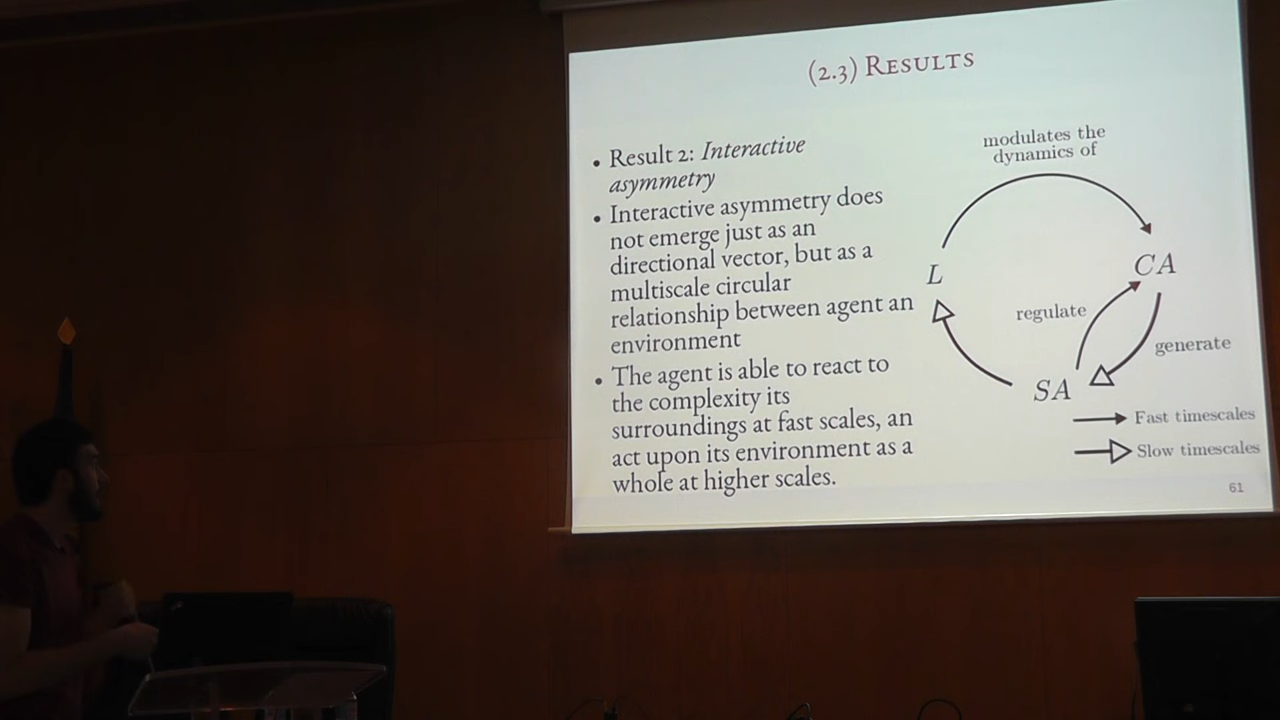 (2.3) Results
• Result 2: Interactive
asymmetry
• Interactive asymmetry does
not emerge just as an
directional vector, but as a
multiscale circular
relationship between agent an
environment
• The agent is able to react to
the complexity its
surroundings at fast scales, an
act upon its environment as a
whole at higher scales.
modulates the
dynamics of
L
CA
regulate
generate
SA
Fast timescales
Slow timescales
61